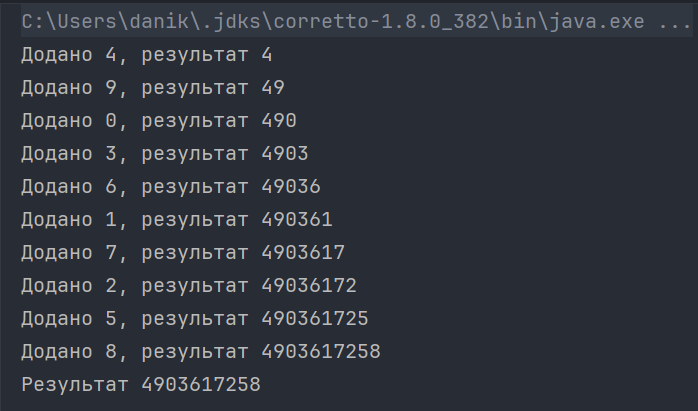 C:\Users\danik\.jdks\corretto-1.8.0_382\bin\java.exe ...
Додано 4, результат 4
Додано 9, результат 49
Додано 0, результат 490
Додано 3, результат 4903
Додано 6, результат 49036
Додано 1, результат 490361
Додано 7, результат 4903617
Додано 2, результат 49036172
Додано 5, результат 490361725
Додано 8, результат 4903617258
Результат 4903617258